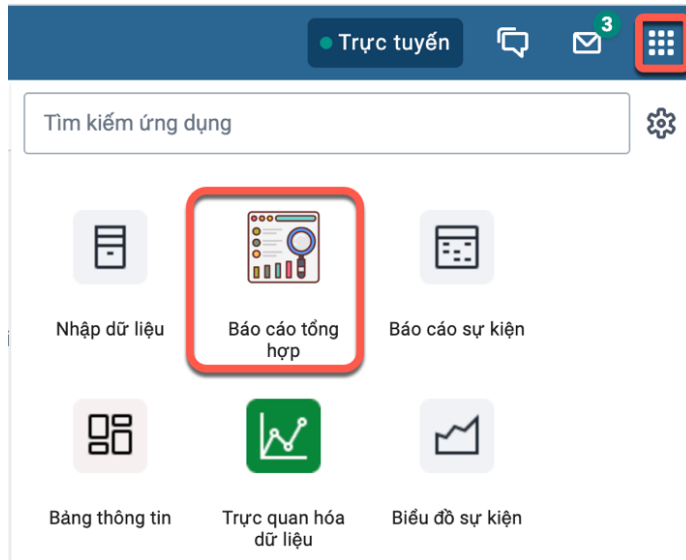 Trực tuyến
3
Tìm kiếm ứng dụng
Nhập dữ liệu
Báo cáo tổng
hợp
Báo cáo sự kiện
Bảng thông tin
Trực quan hóa
dữ liệu
Biểu đồ sự kiện